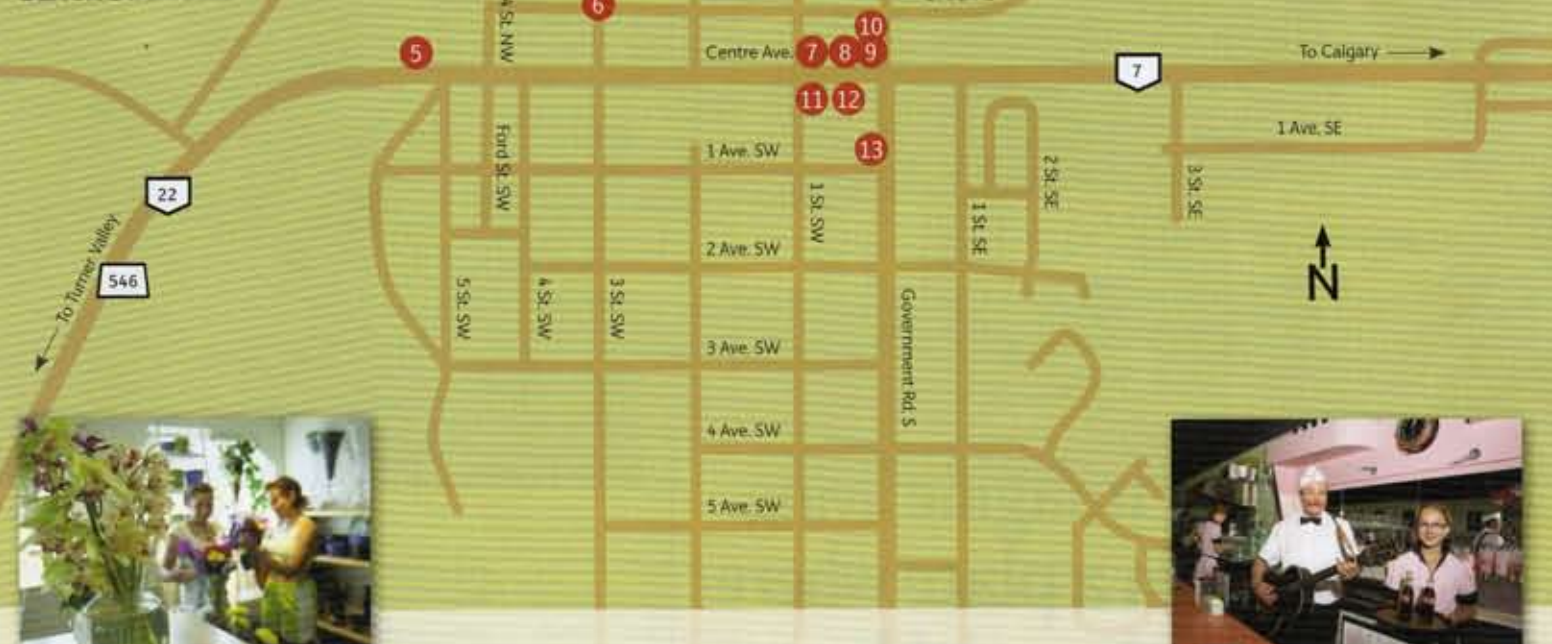 6
4 St. NW
10
5
Centre Ave.
7
8
9
7
To Calgary
11
12
Ford St. SW
1 Ave. SW
13
1 Ave. SE
22
1 St. SW
2 St. SE
3 St. SE
To Turner Valley
546
2 Ave. SW
1 St. SE
5 St. SW
4 St. SW
3 St. SW
N
3 Ave. SW
Government Rd. S
4 Ave. SW
5 Ave. SW